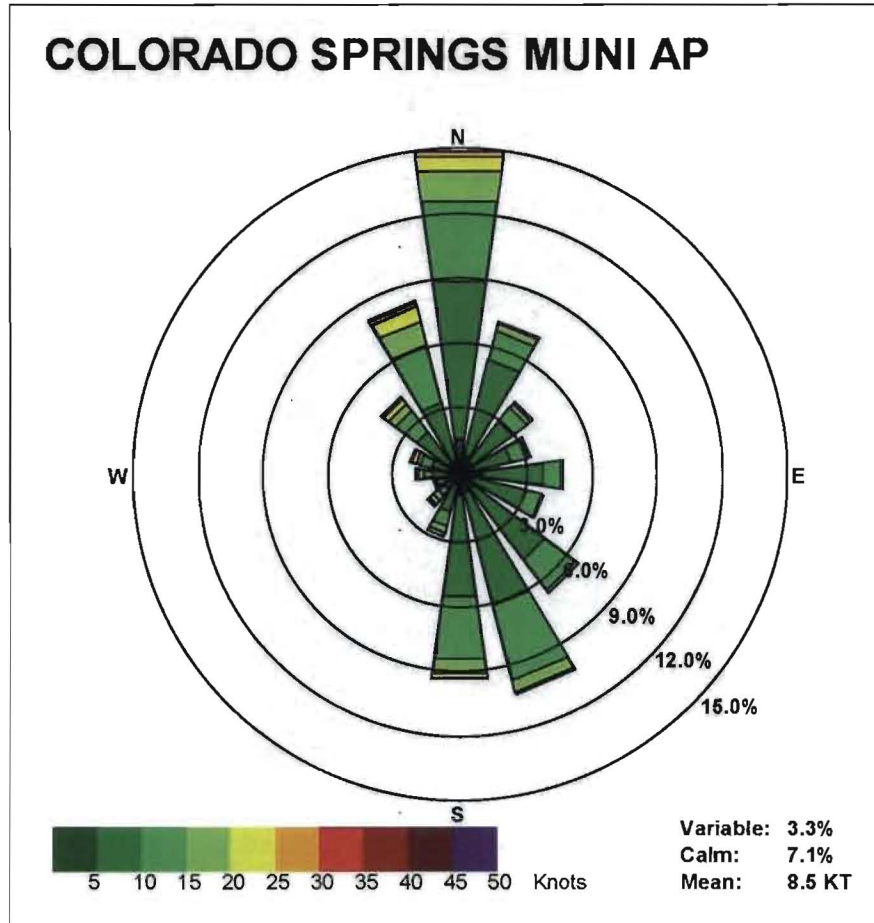 COLORADO SPRINGS MUNI AP
N
W
E
3.0%
6.0%
9.0%
12.0%
15.0%
S
5 10 15 20 25 30 35 40 45 50 Knots
Variable: 3.3%
Calm: 7.1%
Mean: 8.5 KT